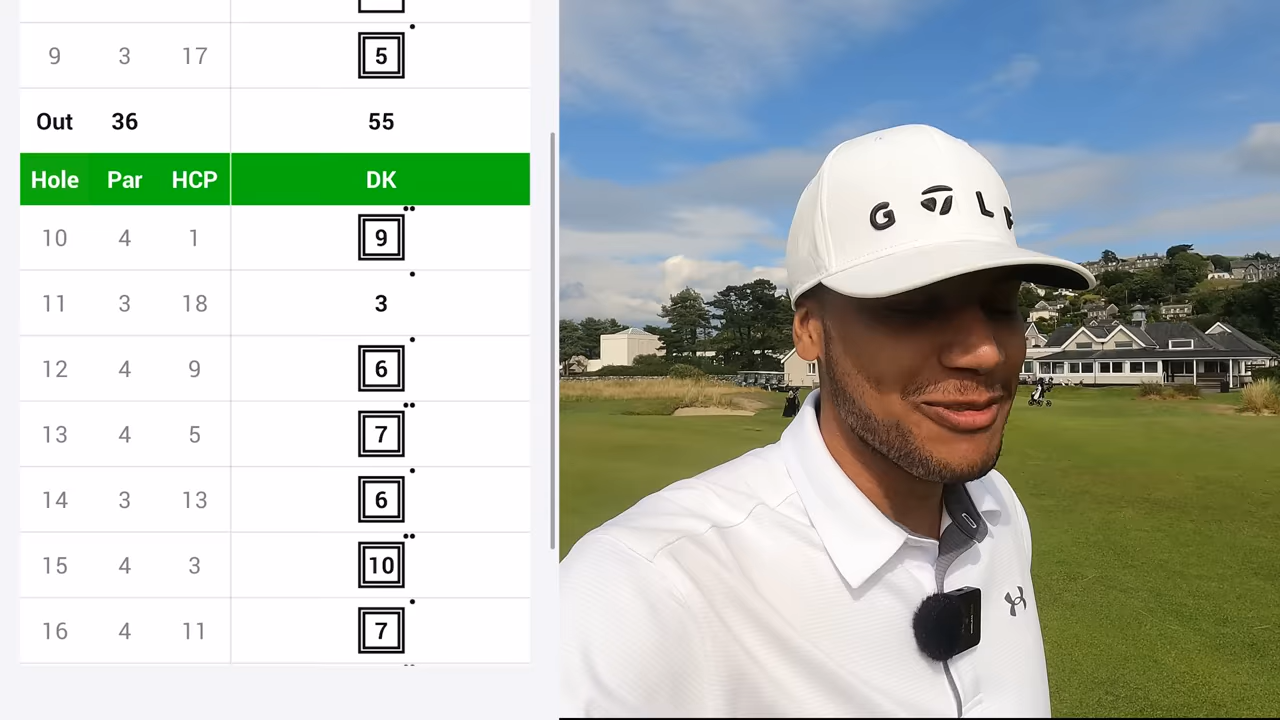 9 3 17 5
Out 36 55
Hole Par HCP DK
10 4 1 9
11 3 18 3
12 4 9 6
13 4 5 7
14 3 13 6
15 4 3 10
16 4 11 7
G O L F